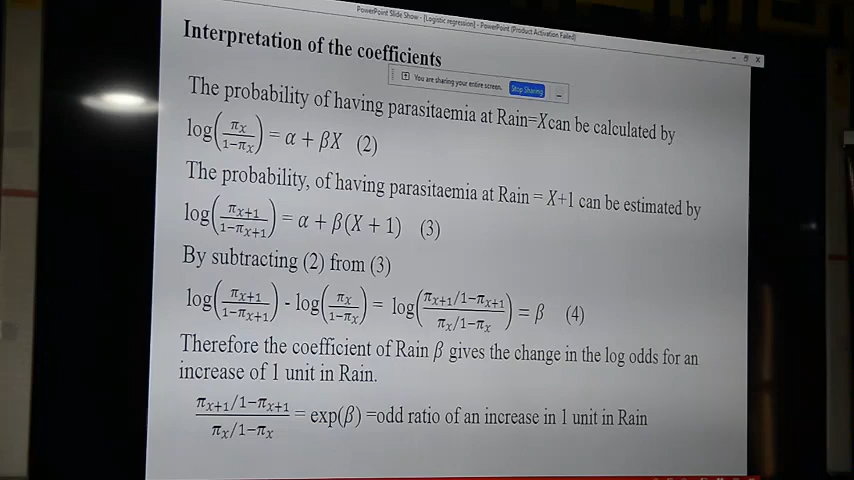 PowerPoint Slide Show - [Logistic regression] - PowerPoint (Product Activation Failed)
Interpretation of the coefficients
You are sharing your entire screen. Stop Sharing
The probability of having parasitaemia at Rain=Xcan be calculated by
log(πx/1−πx) = α + βX (2)
The probability, of having parasitaemia at Rain = X+1 can be estimated by
log(πx+1/1−πx+1) = α + β(X + 1) (3)
By subtracting (2) from (3)
log(πx+1/1−πx+1) - log(πx/1−πx) = log(πx+1/1−πx+1/πx/1−πx) = β (4)
Therefore the coefficient of Rain β gives the change in the log odds for an
increase of 1 unit in Rain.
πx+1/1−πx+1/πx/1−πx = exp(β) =odd ratio of an increase in 1 unit in Rain